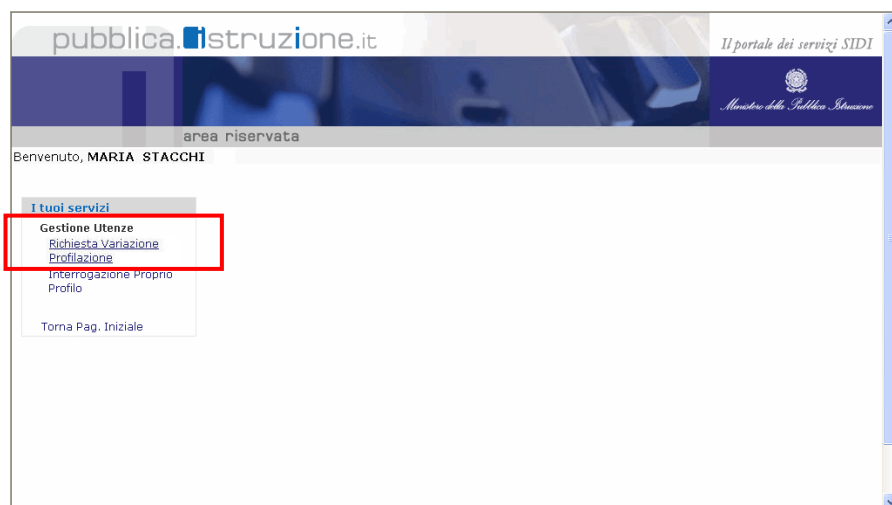 pubblica.istruzione.it
Il portale dei servizi SIDI
Ministero della Pubblica Istruzione
area riservata
Benvenuto, MARIA STACCHI
I tuoi servizi
Gestione Utenze
Richiesta Variazione
Profilazione
Interrogazione Proprio
Profilo
Torna Pag. Iniziale